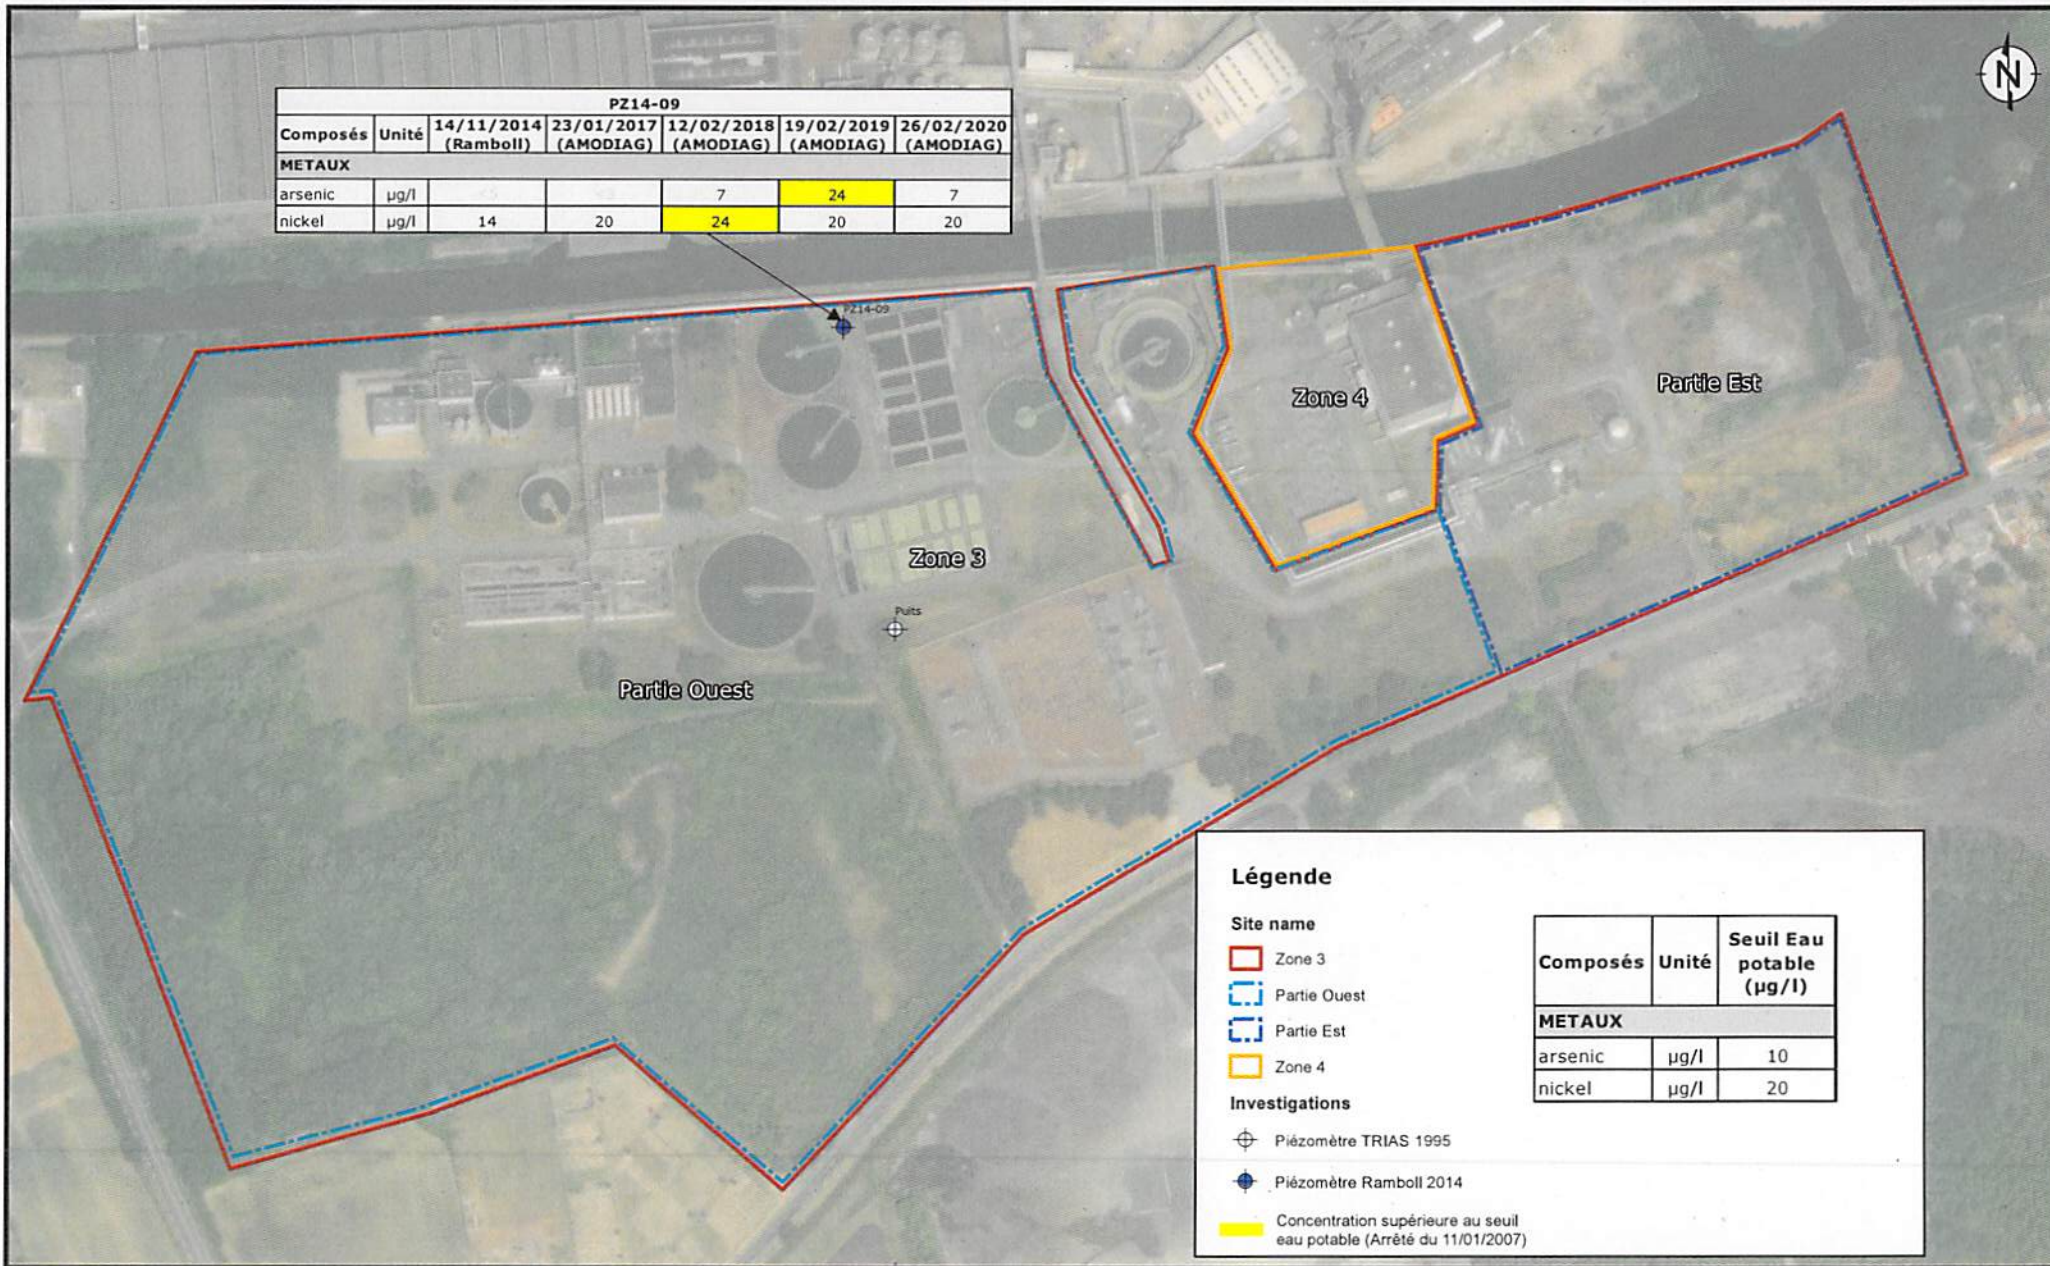 N
PZ14-09
Composés Unité 14/11/2014 (Ramboll) 23/01/2017 (AMODIAG) 12/02/2018 (AMODIAG) 19/02/2019 (AMODIAG) 26/02/2020 (AMODIAG)
METAUX
arsenic µg/l <5 <3 7 24 7
nickel µg/l 14 20 24 20 20
PZ14-09
Zone 4
Partie Est
Zone 3
Puits
Partie Ouest
Légende
Site name
Zone 3
Partie Ouest
Partie Est
Zone 4
Investigations
Piézomètre TRIAS 1995
Piézomètre Ramboll 2014
Concentration supérieure au seuil
eau potable (Arrêté du 11/01/2007)
Composés Unité Seuil Eau potable (µg/l)
METAUX
arsenic µg/l 10
nickel µg/l 20